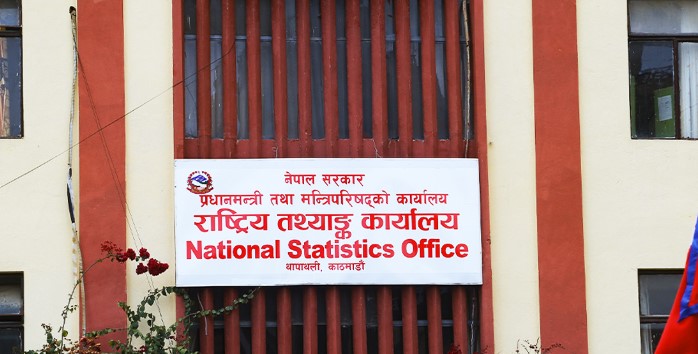 नेपाल सरकार
प्रधानमन्त्री तथा मन्त्रिपरिषद्को कार्यालय
राष्ट्रिय तथ्याङ्क कार्यालय
National Statistics Office
थापाथली, काठमाडौं